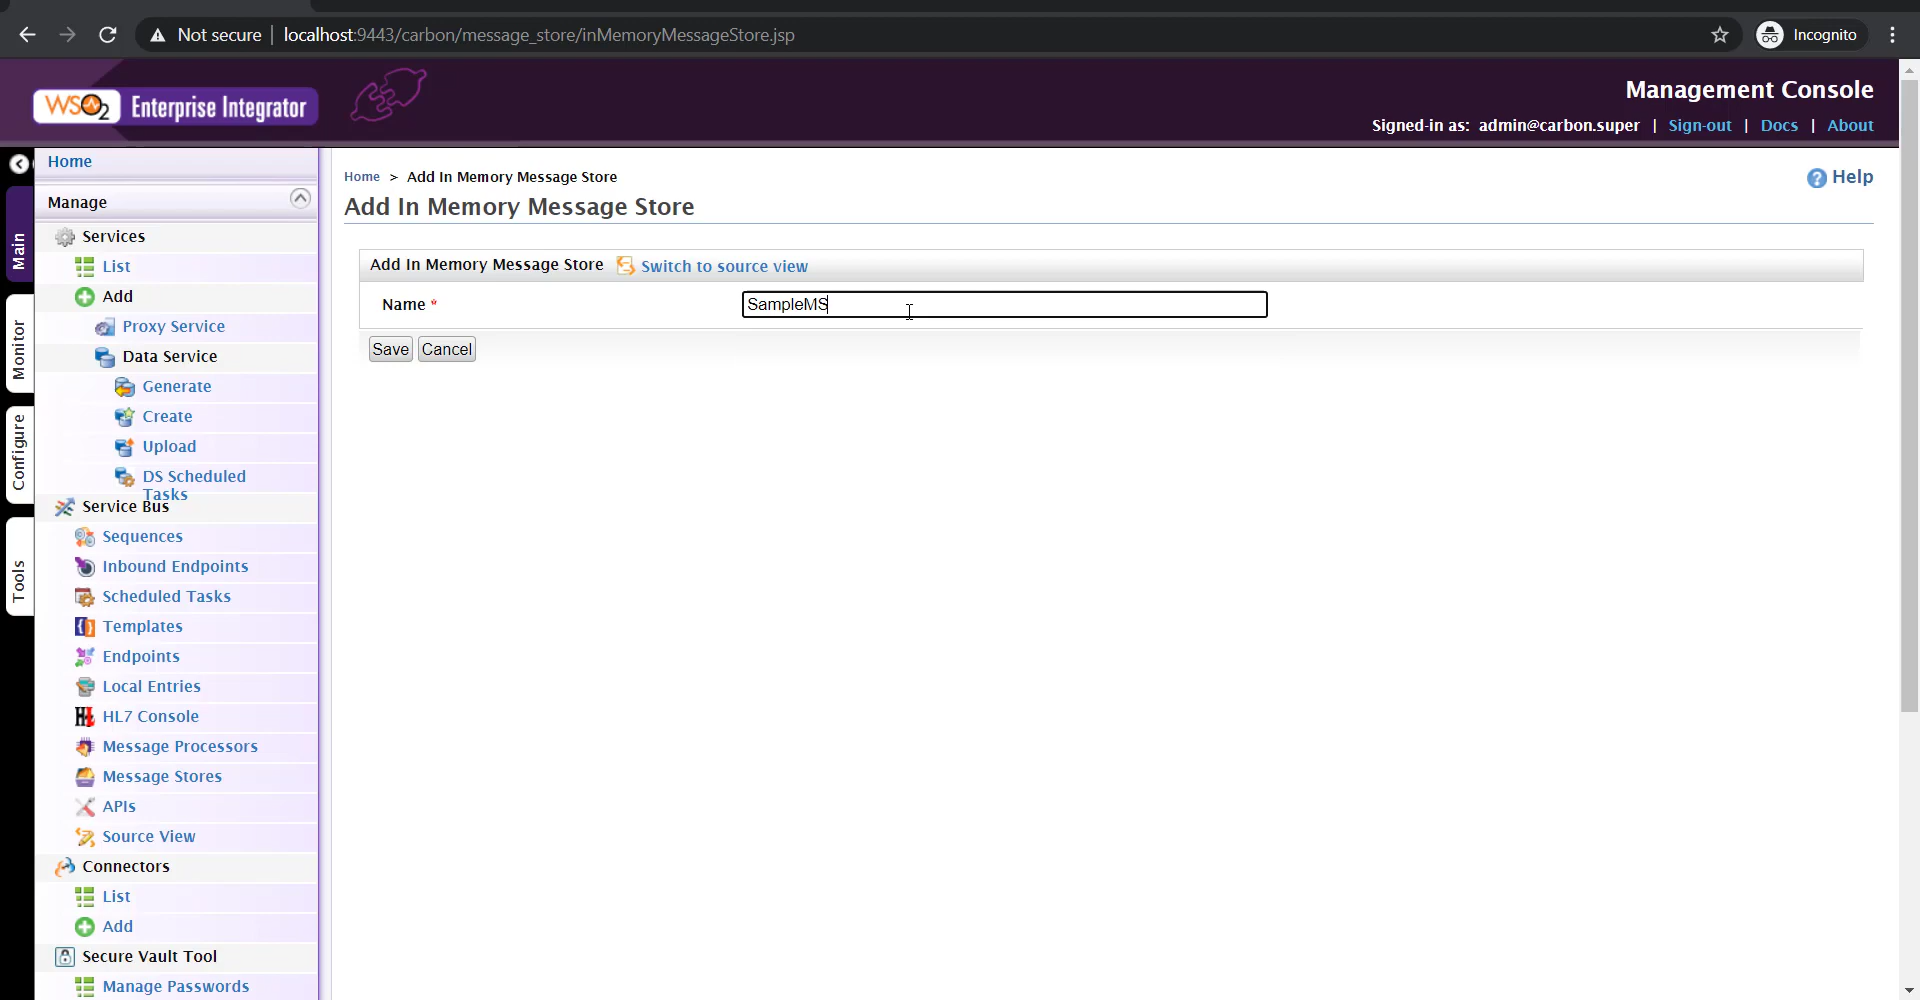 Not secure
localhost:9443/carbon/message_store/inMemoryMessageStore.jsp
Incognito
WSO2 Enterprise Integrator
Management Console
Signed-in as: admin@carbon.super | Sign-out | Docs | About
Main
Monitor
Configure
Tools
Home
Manage
Services
List
Add
Proxy Service
Data Service
Generate
Create
Upload
DS Scheduled
Tasks
Service Bus
Sequences
Inbound Endpoints
Scheduled Tasks
Templates
Endpoints
Local Entries
HL7 Console
Message Processors
Message Stores
APIs
Source View
Connectors
List
Add
Secure Vault Tool
Manage Passwords
Home > Add In Memory Message Store
Help
Add In Memory Message Store
Add In Memory Message Store Switch to source view
Name * SampleMS
Save Cancel